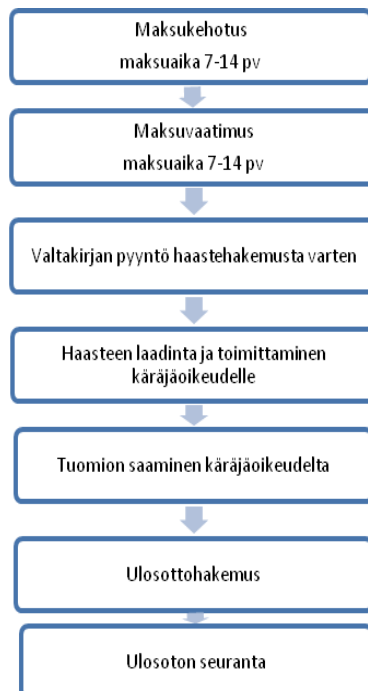 Maksukehotus
maksuaika 7-14 pv
Maksuvaatimus
maksuaika 7-14 pv
Valtakirjan pyyntö haastehakemusta varten
Haasteen laadinta ja toimittaminen
käräjäoikeudelle
Tuomion saaminen käräjäoikeudelta
Ulosottohakemus
Ulosoton seuranta